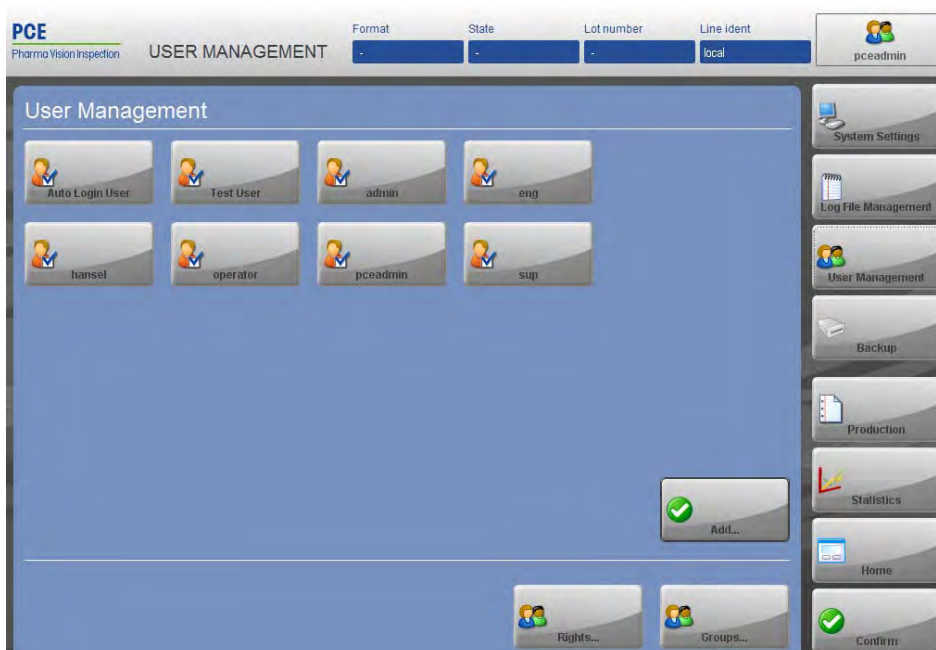 PCE
Pharma Vision Inspection
USER MANAGEMENT
Format
-
State
-
Lot number
-
Line ident
local
pceadmin
User Management
Auto Login User
Test User
admin
eng
hansel
operator
pceadmin
sup
Add...
Rights...
Groups...
System Settings
Log File Management
User Management
Backup
Production
Statistics
Home
Confirm